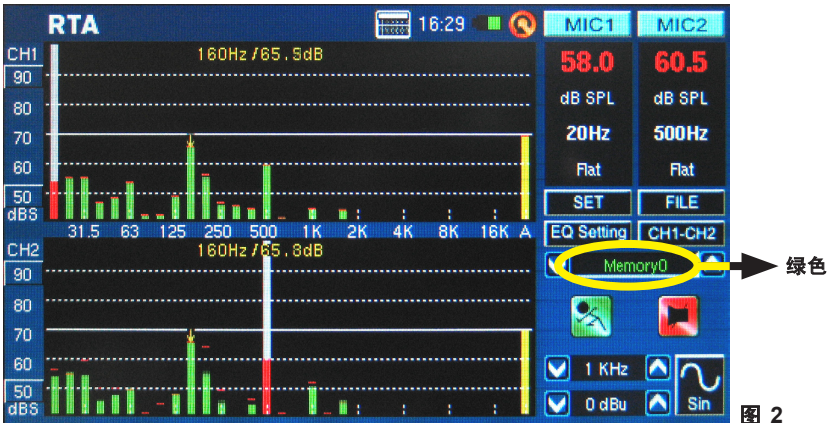 RTA 16:29 MIC1 MIC2
CH1 160Hz/65.5dB
90
80
70
60
50
dBS
31.5 63 125 250 500 1K 2K 4K 8K 16K A
58.0 60.5
dB SPL dB SPL
20Hz 500Hz
Flat Flat
SET FILE
EQ Setting CH1-CH2
Memory0 绿色
CH2 160Hz/65.8dB
90
80
70
60
50
dBS
1 KHz
0 dBu Sin
图 2